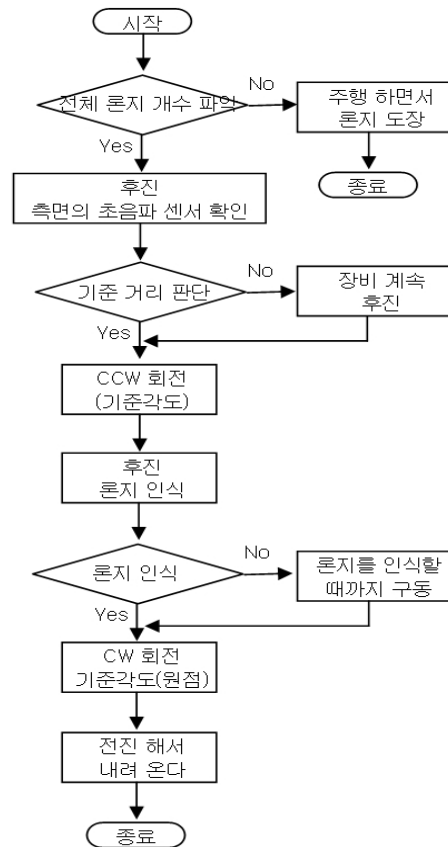 시작
전체 론지 개수 파악
No
주행 하면서
론지 도장
종료
Yes
후진
측면의 초음파 센서 확인
기준 거리 판단
No
장비 계속
후진
Yes
CCW 회전
(기준각도)
후진
론지 인식
론지 인식
No
론지를 인식할
때까지 구동
Yes
CW 회전
기준각도(원점)
전진 해서
내려 온다
종료